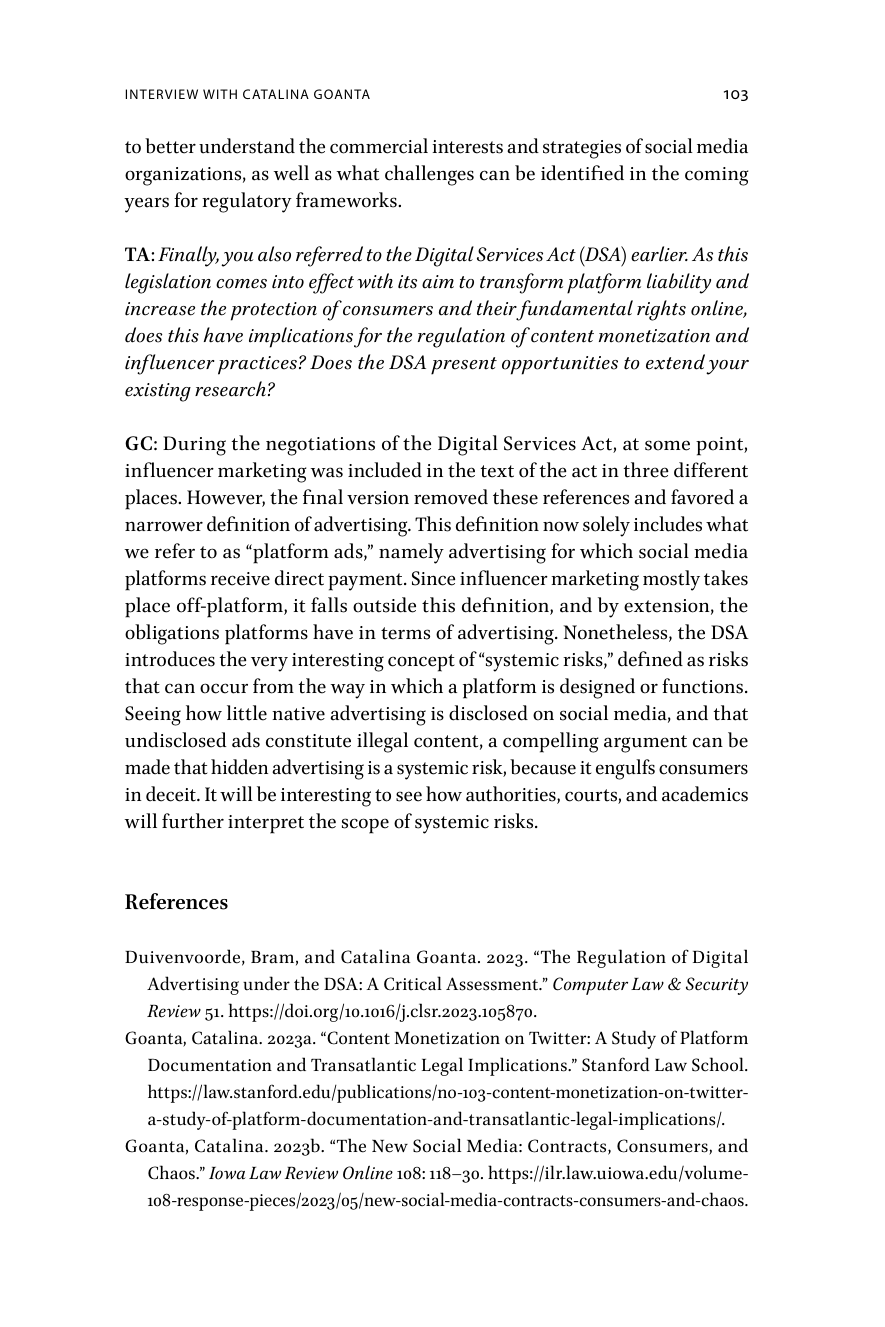 INTERVIEW WITH CATALINA GOANTA 103
to better understand the commercial interests and strategies of social media
organizations, as well as what challenges can be identified in the coming
years for regulatory frameworks.
TA: Finally, you also referred to the Digital Services Act (DSA) earlier. As this
legislation comes into effect with its aim to transform platform liability and
increase the protection of consumers and their fundamental rights online,
does this have implications for the regulation of content monetization and
influencer practices? Does the DSA present opportunities to extend your
existing research?
GC: During the negotiations of the Digital Services Act, at some point,
influencer marketing was included in the text of the act in three different
places. However, the final version removed these references and favored a
narrower definition of advertising. This definition now solely includes what
we refer to as “platform ads,” namely advertising for which social media
platforms receive direct payment. Since influencer marketing mostly takes
place off-platform, it falls outside this definition, and by extension, the
obligations platforms have in terms of advertising. Nonetheless, the DSA
introduces the very interesting concept of “systemic risks,” defined as risks
that can occur from the way in which a platform is designed or functions.
Seeing how little native advertising is disclosed on social media, and that
undisclosed ads constitute illegal content, a compelling argument can be
made that hidden advertising is a systemic risk, because it engulfs consumers
in deceit. It will be interesting to see how authorities, courts, and academics
will further interpret the scope of systemic risks.
References
Duivenvoorde, Bram, and Catalina Goanta. 2023. “The Regulation of Digital
Advertising under the DSA: A Critical Assessment.” Computer Law & Security
Review 51. https://doi.org/10.1016/j.clsr.2023.105870.
Goanta, Catalina. 2023a. “Content Monetization on Twitter: A Study of Platform
Documentation and Transatlantic Legal Implications.” Stanford Law School.
https://law.stanford.edu/publications/no-103-content-monetization-on-twitter-
a-study-of-platform-documentation-and-transatlantic-legal-implications/.
Goanta, Catalina. 2023b. “The New Social Media: Contracts, Consumers, and
Chaos.” Iowa Law Review Online 108: 118–30. https://ilr.law.uiowa.edu/volume-
108-response-pieces/2023/05/new-social-media-contracts-consumers-and-chaos.